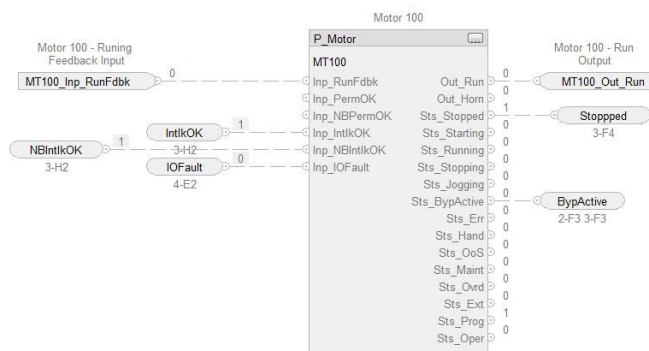 Motor 100
P_Motor
Motor 100 - Runing
Feedback Input
Motor 100 - Run
Output
MT100
MT100_Inp_RunFdbk 0 Inp_RunFdbk Out_Run 0 MT100_Out_Run
Inp_PermOK Out_Horn 0
Inp_NBPermOK Sts_Stopped 1 Stoppped
IntlkOK 1 Inp_IntlkOK Sts_Starting 0 3-F4
3-H2
NBIntlkOK 1 Inp_NBIntlkOK Sts_Running 0
3-H2
IOFault 0 Inp_IOFault Sts_Stopping 0
4-E2
Sts_Jogging 0
Sts_BypActive 0 BypActive
Sts_Err 0 2-F3 3-F3
Sts_Hand 0
Sts_OoS 0
Sts_Maint 0
Sts_Ovrd 0
Sts_Ext 0
Sts_Prog 1
Sts_Oper 0